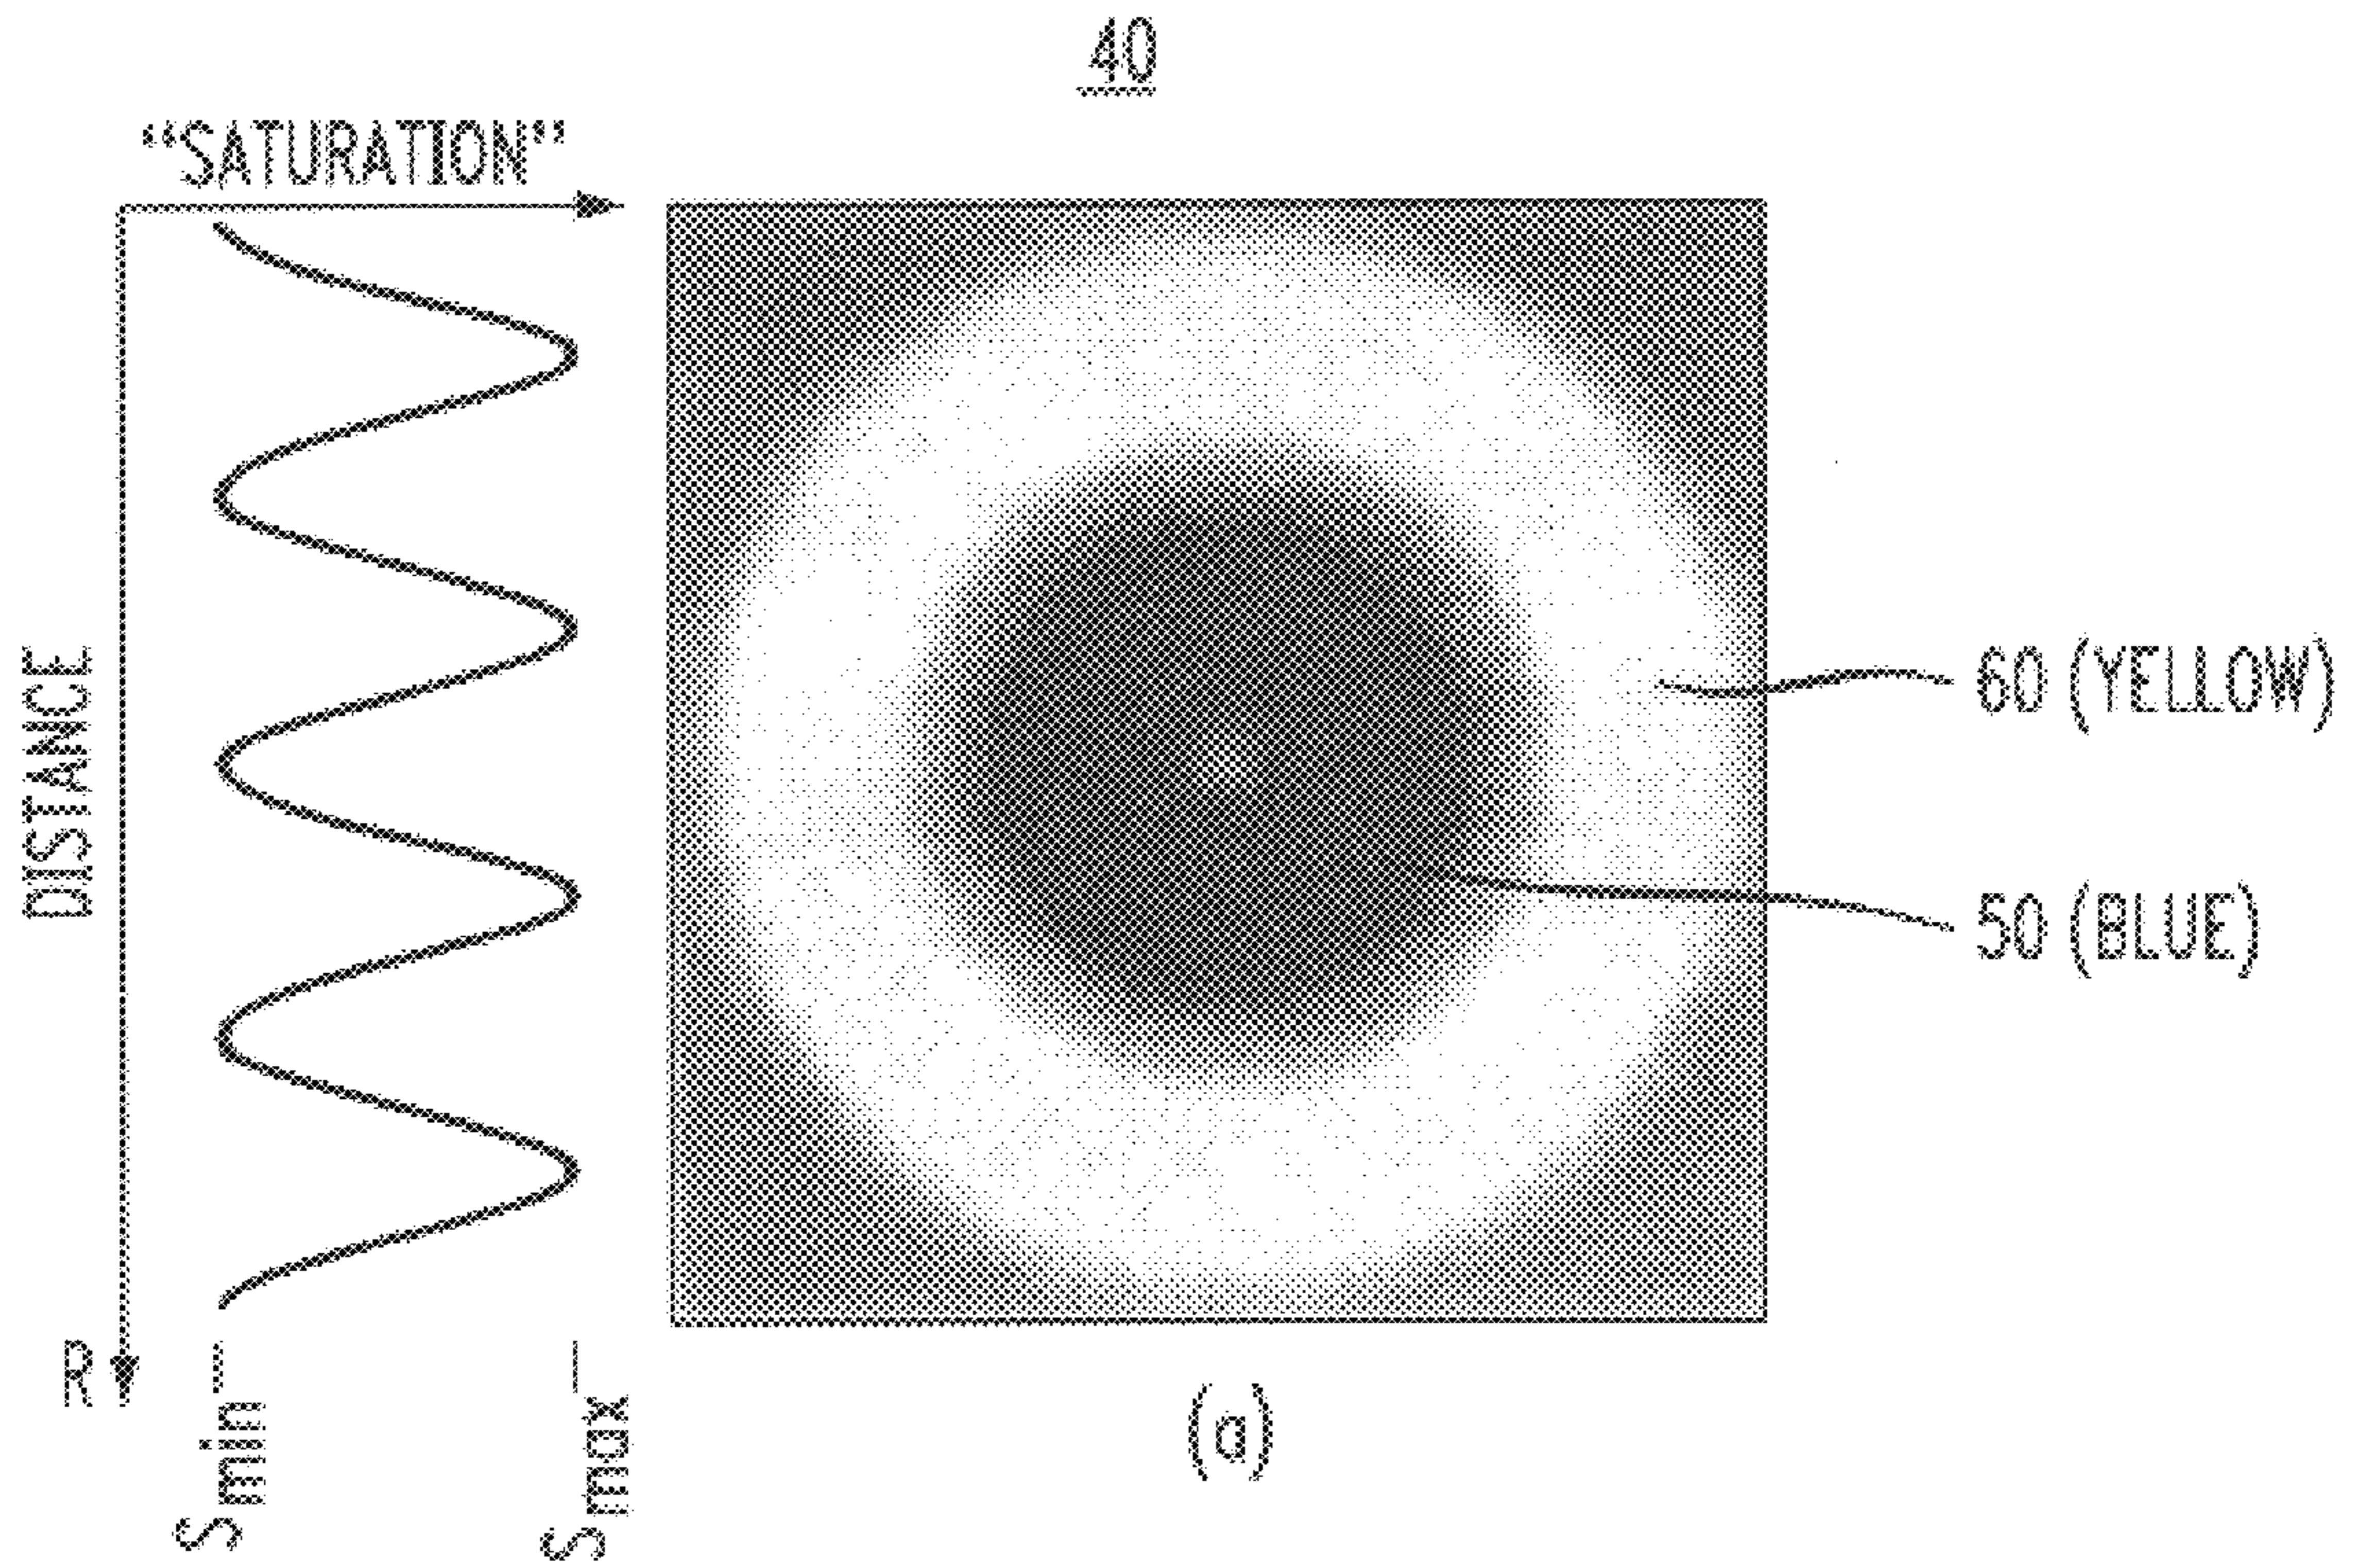 40
“SATURATION”
DISTANCE
60 (YELLOW)
50 (BLUE)
R
Smin
Smax
(a)